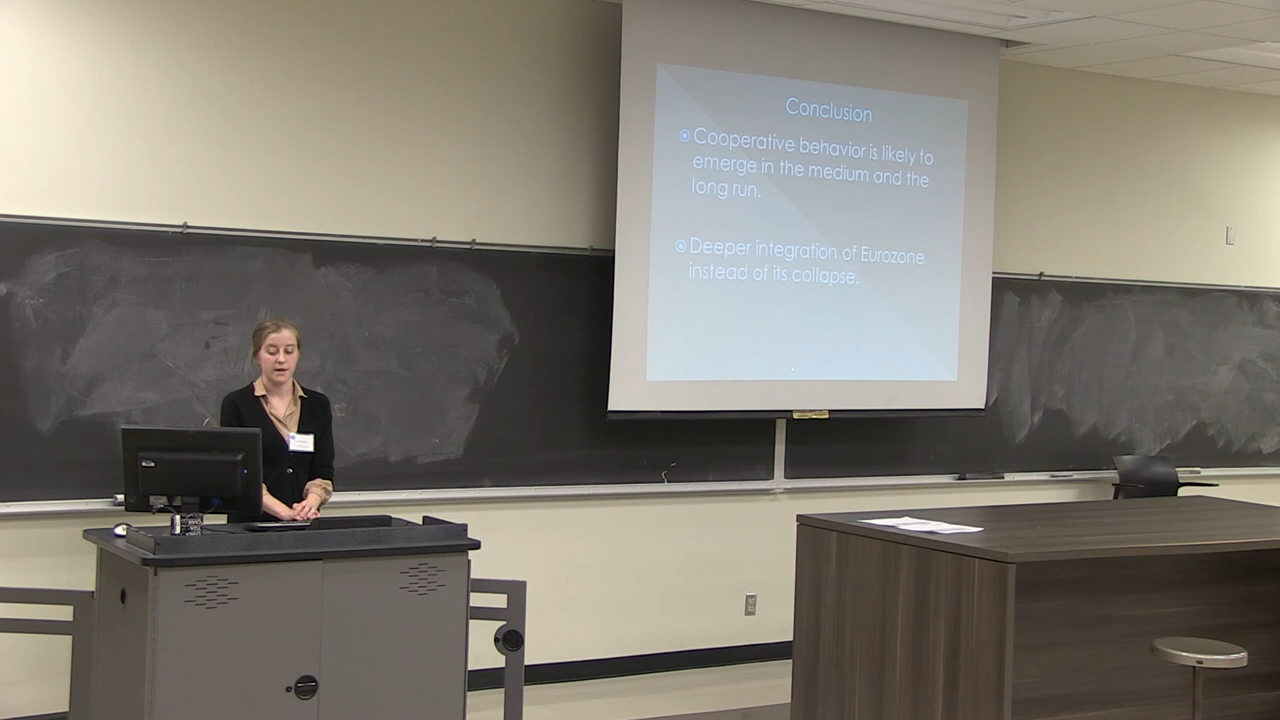 Conclusion
Cooperative behavior is likely to
emerge in the medium and the
long run.
Deeper integration of Eurozone
instead of its collapse.